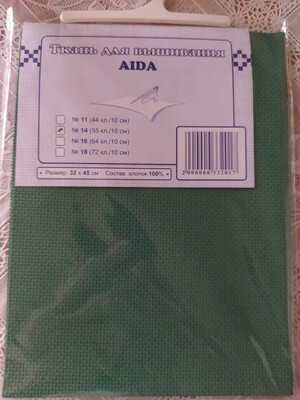 Ткань для вышивания
AIDA
№ 11 (44 кл./10 см)
№ 14 (55 кл./10 см)
№ 16 (64 кл./10 см)
№ 18 (72 кл./10 см)
• Размер: 32 x 45 см Состав: хлопок 100% •
2000000332017